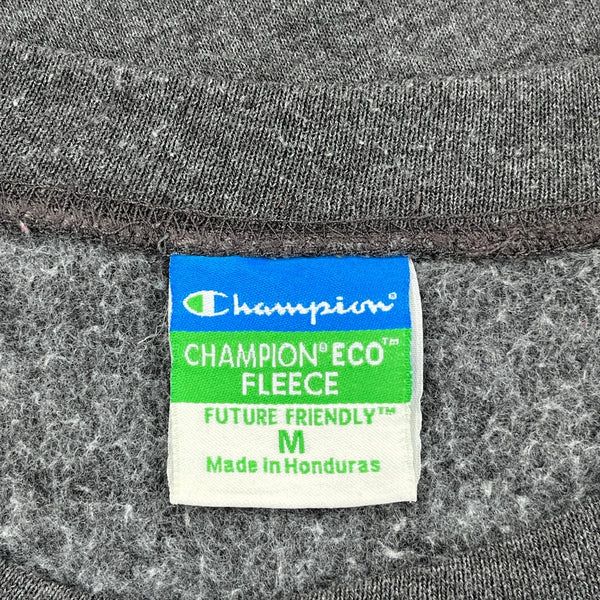 Champion®
CHAMPION® ECO™
FLEECE
FUTURE FRIENDLY™
M
Made in Honduras